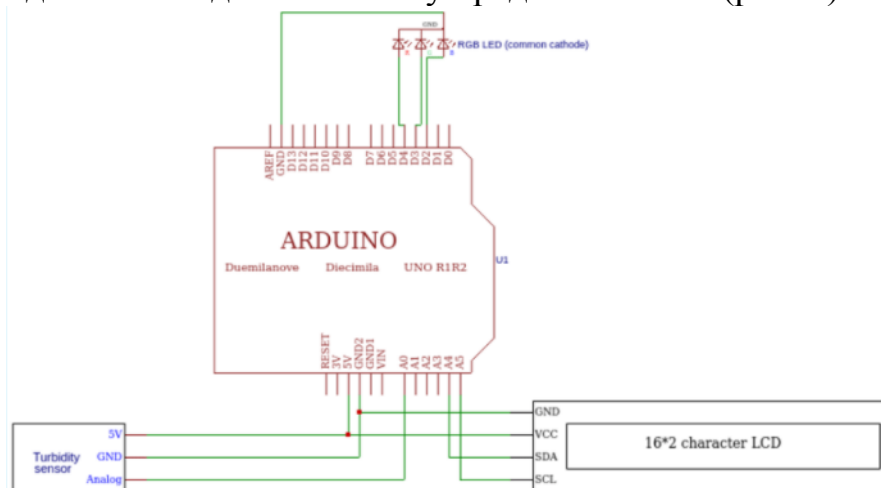 GND
RGB LED (common cathode)
R G B
AREF GND D13 D12 D11 D10 D9 D8 D7 D6 D5 D4 D3 D2 D1 D0
ARDUINO
Duemilanove Diecimila UNO R1R2
U1
RESET 3V 5V GND2 GND1 VIN A0 A1 A2 A3 A4 A5
5V
GND
Analog
Turbidity
sensor
GND
VCC
SDA
SCL
16*2 character LCD